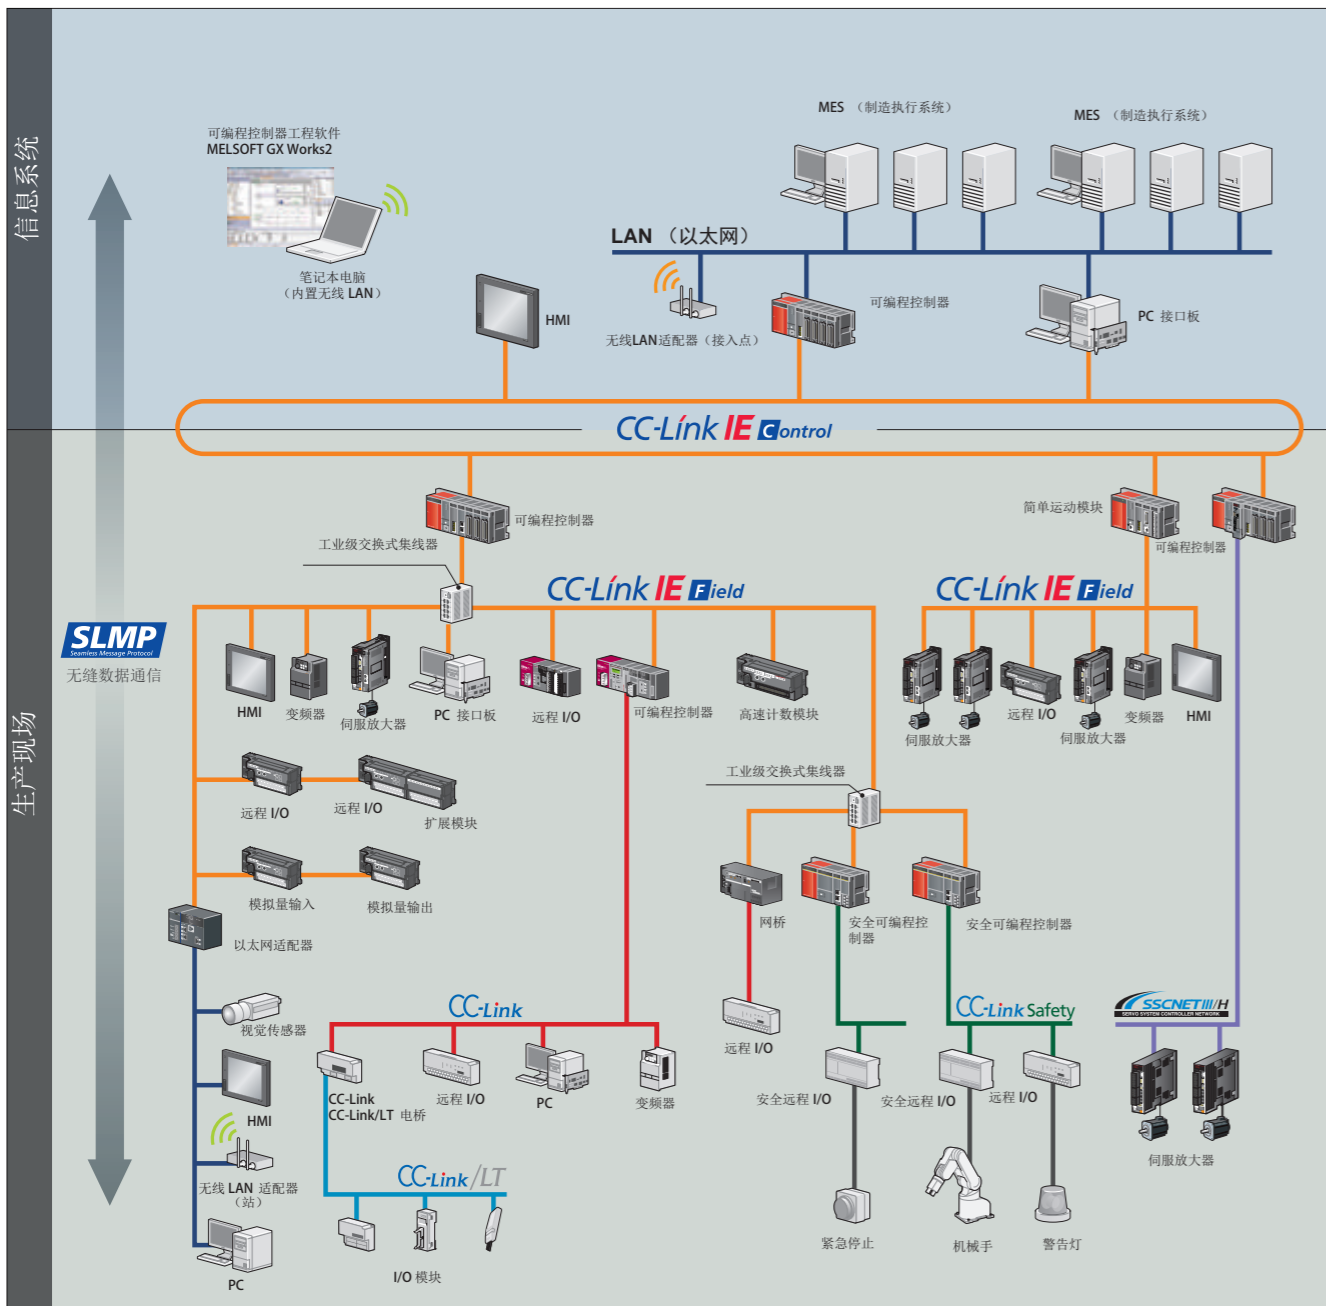 信息系统
可编程控制器工程软件
MELSOFT GX Works2
笔记本电脑
（内置无线 LAN）
HMI
MES （制造执行系统）
MES （制造执行系统）
LAN （以太网）
无线LAN适配器（接入点）
可编程控制器
PC 接口板
CC-Link IE Control
生产现场
SLMP
Seamless Message Protocol
无缝数据通信
可编程控制器
工业级交换式集线器
CC-Link IE Field
简单运动模块
可编程控制器
CC-Link IE Field
HMI
变频器
伺服放大器
PC 接口板
远程 I/O
可编程控制器
高速计数模块
伺服放大器
远程 I/O
伺服放大器
变频器
HMI
远程 I/O
远程 I/O
扩展模块
工业级交换式集线器
模拟量输入
模拟量输出
以太网适配器
网桥
安全可编程控
制器
安全可编程控制器
视觉传感器
HMI
无线 LAN 适配器
（站）
PC
CC-Link
CC-Link
CC-Link/LT 电桥
远程 I/O
PC
变频器
CC-Link/LT
I/O 模块
远程 I/O
CC-Link Safety
安全远程 I/O
安全远程 I/O
远程 I/O
紧急停止
机械手
警告灯
SSCNETIII/H
SERVO SYSTEM CONTROLLER NETWORK
伺服放大器